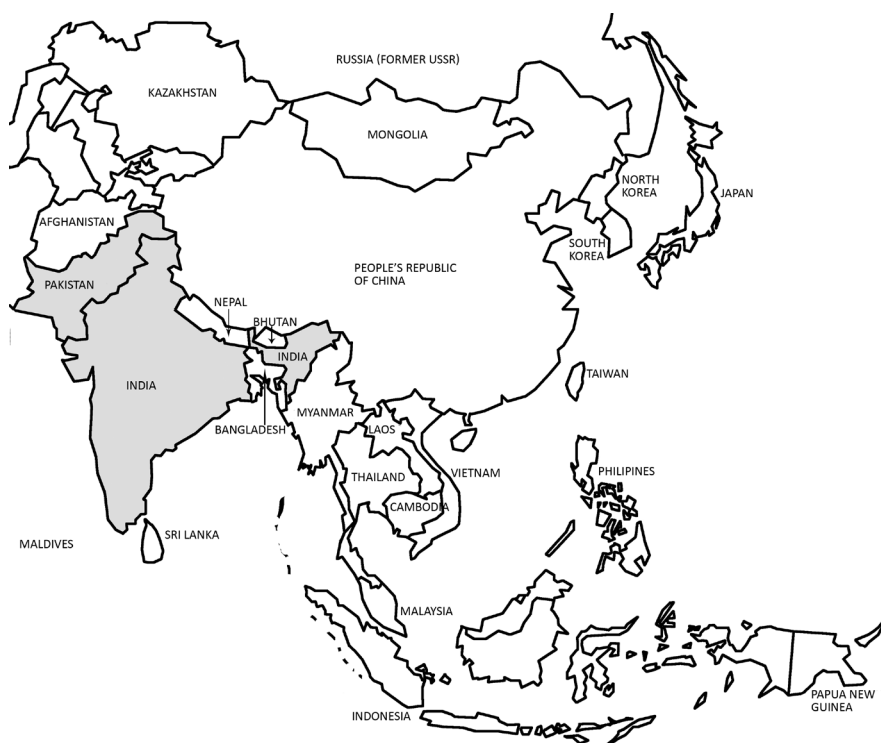 RUSSIA (FORMER USSR)
KAZAKHSTAN
MONGOLIA
NORTH
KOREA
JAPAN
AFGHANISTAN
SOUTH
KOREA
PEOPLE'S REPUBLIC
OF CHINA
PAKISTAN
NEPAL
BHUTAN
INDIA
INDIA
TAIWAN
MYANMAR
BANGLADESH
LAOS
VIETNAM
PHILIPINES
THAILAND
CAMBODIA
SRI LANKA
MALDIVES
MALAYSIA
PAPUA NEW
GUINEA
INDONESIA